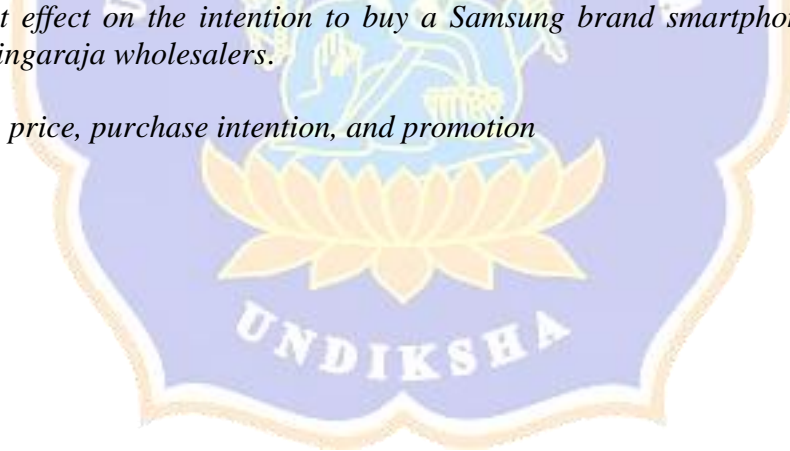 t effect on the intention to buy a Samsung brand smartphon
ingaraja wholesalers.
price, purchase intention, and promotion
UNDIKSHA